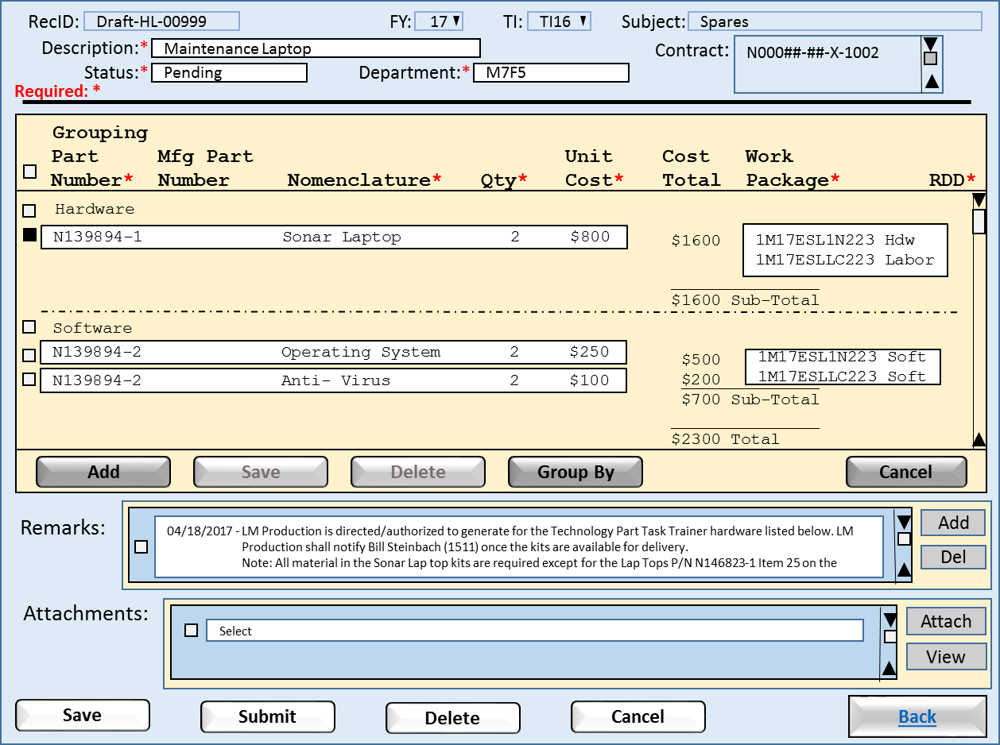 RecID: Draft-HL-00999 FY: 17 TI: TI16 Subject: Spares
Description:* Maintenance Laptop Contract: N000##-##-X-1002
Status:* Pending Department:* M7F5
Required: *
Grouping
Part Mfg Part Unit Cost Work
Number* Number Nomenclature* Qty* Cost* Total Package* RDD*
Hardware
N139894-1 Sonar Laptop 2 $800 $1600 1M17ESL1N223 Hdw
1M17ESLLC223 Labor
$1600 Sub-Total
Software
N139894-2 Operating System 2 $250 $500 1M17ESL1N223 Soft
N139894-2 Anti- Virus 2 $100 $200 1M17ESLLC223 Soft
$700 Sub-Total
$2300 Total
Add Save Delete Group By Cancel
Remarks: 04/18/2017 - LM Production is directed/authorized to generate for the Technology Part Task Trainer hardware listed below. LM Add
Production shall notify Bill Steinbach (1511) once the kits are available for delivery.
Note: All material in the Sonar Lap top kits are required except for the Lap Tops P/N N146823-1 Item 25 on the Del
Attachments: Select Attach
View
Save Submit Delete Cancel Back